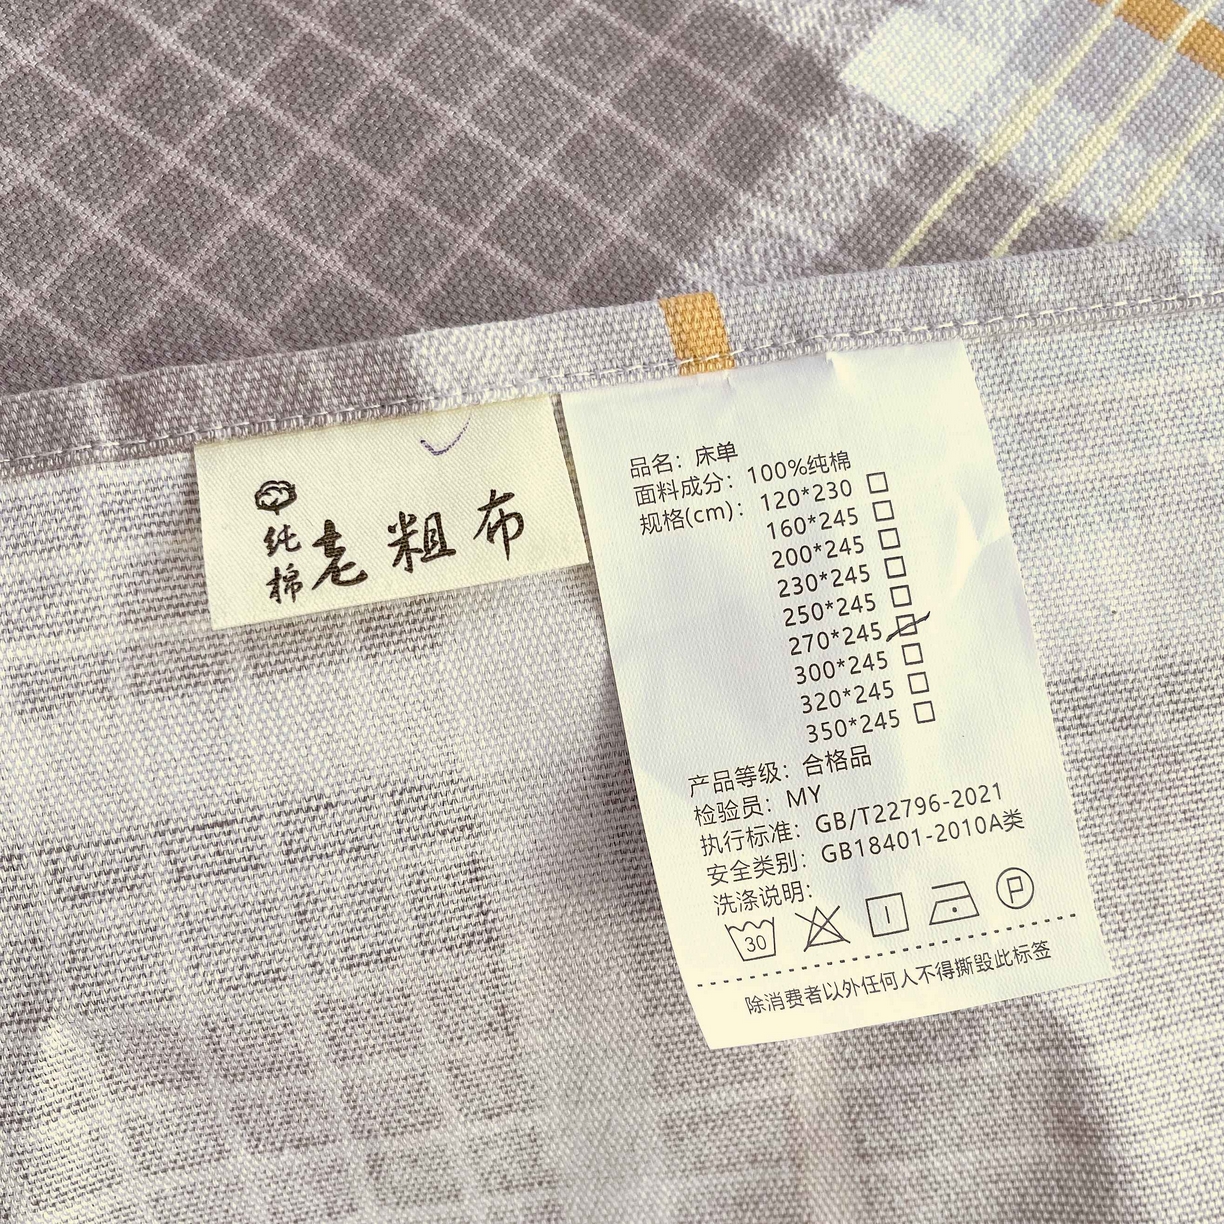 纯棉
老粗布
品名：床单
面料成分：100%纯棉
规格(cm)：120*230 □
160*245 □
200*245 □
230*245 □
250*245 □
270*245 □
300*245 □
320*245 □
350*245 □
产品等级：合格品
检验员：MY
执行标准：GB/T22796-2021
安全类别：GB18401-2010A类
洗涤说明：
30
P
除消费者以外任何人不得撕毁此标签